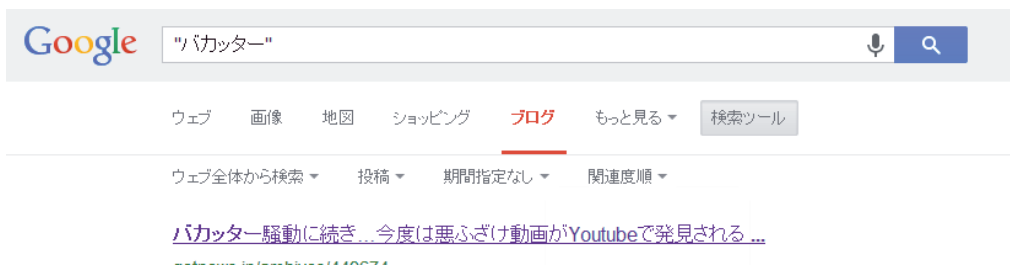 Google "バカッター"
ウェブ 画像 地図 ショッピング ブログ もっと見る 検索ツール
ウェブ全体から検索 投稿 期間指定なし 関連度順
バカッター騒動に続き...今度は悪ふざけ動画がYoutubeで発見される ...